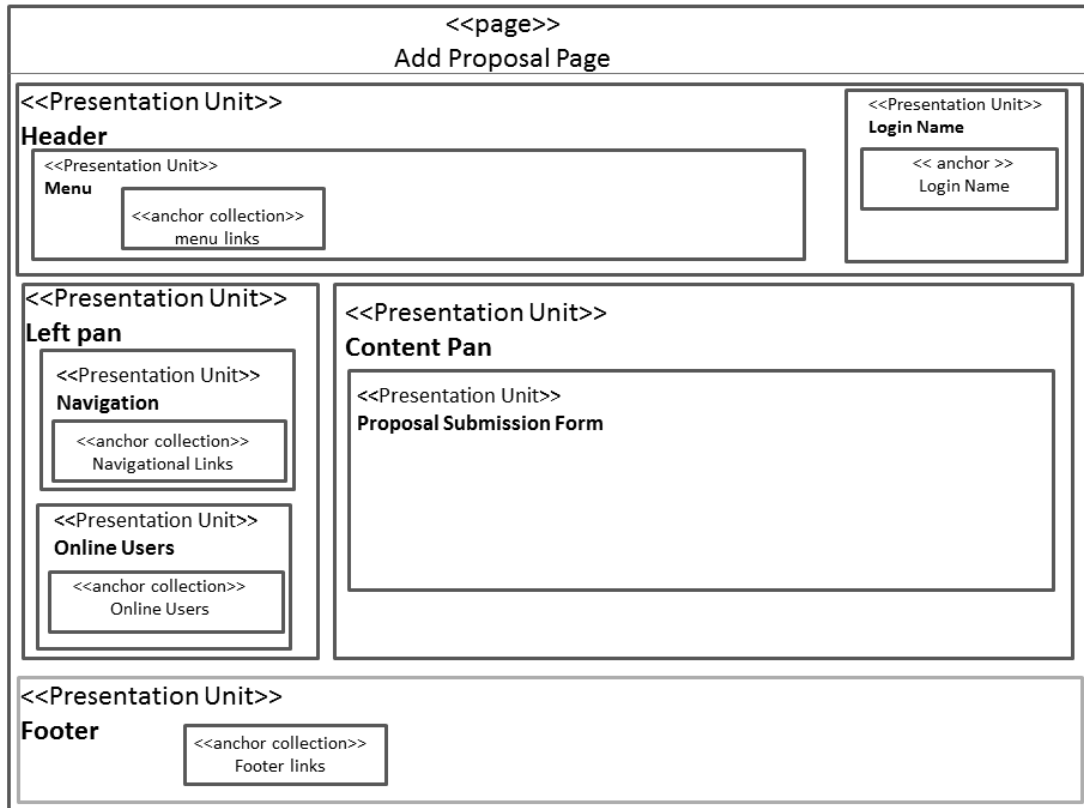 <<page>>
Add Proposal Page
<<Presentation Unit>>
Header
<<Presentation Unit>>
Menu
<<anchor collection>>
menu links
<<Presentation Unit>>
Login Name
<< anchor >>
Login Name
<<Presentation Unit>>
Left pan
<<Presentation Unit>>
Navigation
<<anchor collection>>
Navigational Links
<<Presentation Unit>>
Online Users
<<anchor collection>>
Online Users
<<Presentation Unit>>
Content Pan
<<Presentation Unit>>
Proposal Submission Form
<<Presentation Unit>>
Footer
<<anchor collection>>
Footer links